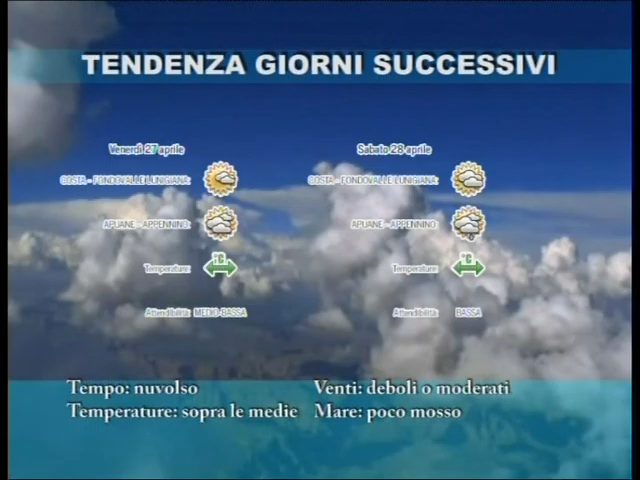 TENDENZA GIORNI SUCCESSIVI
Venerdì 27 aprile
Sabato 28 aprile
COSTA - FONDOVALLE LUNIGIANA:
COSTA - FONDOVALLE LUNIGIANA:
APUANE - APPENNINO:
APUANE - APPENNINO:
Temperature:
°C
Temperature:
°C
Attendibilità: MEDIO-BASSA
Attendibilità: BASSA
Tempo: nuvolso
Venti: deboli o moderati
Temperature: sopra le medie
Mare: poco mosso